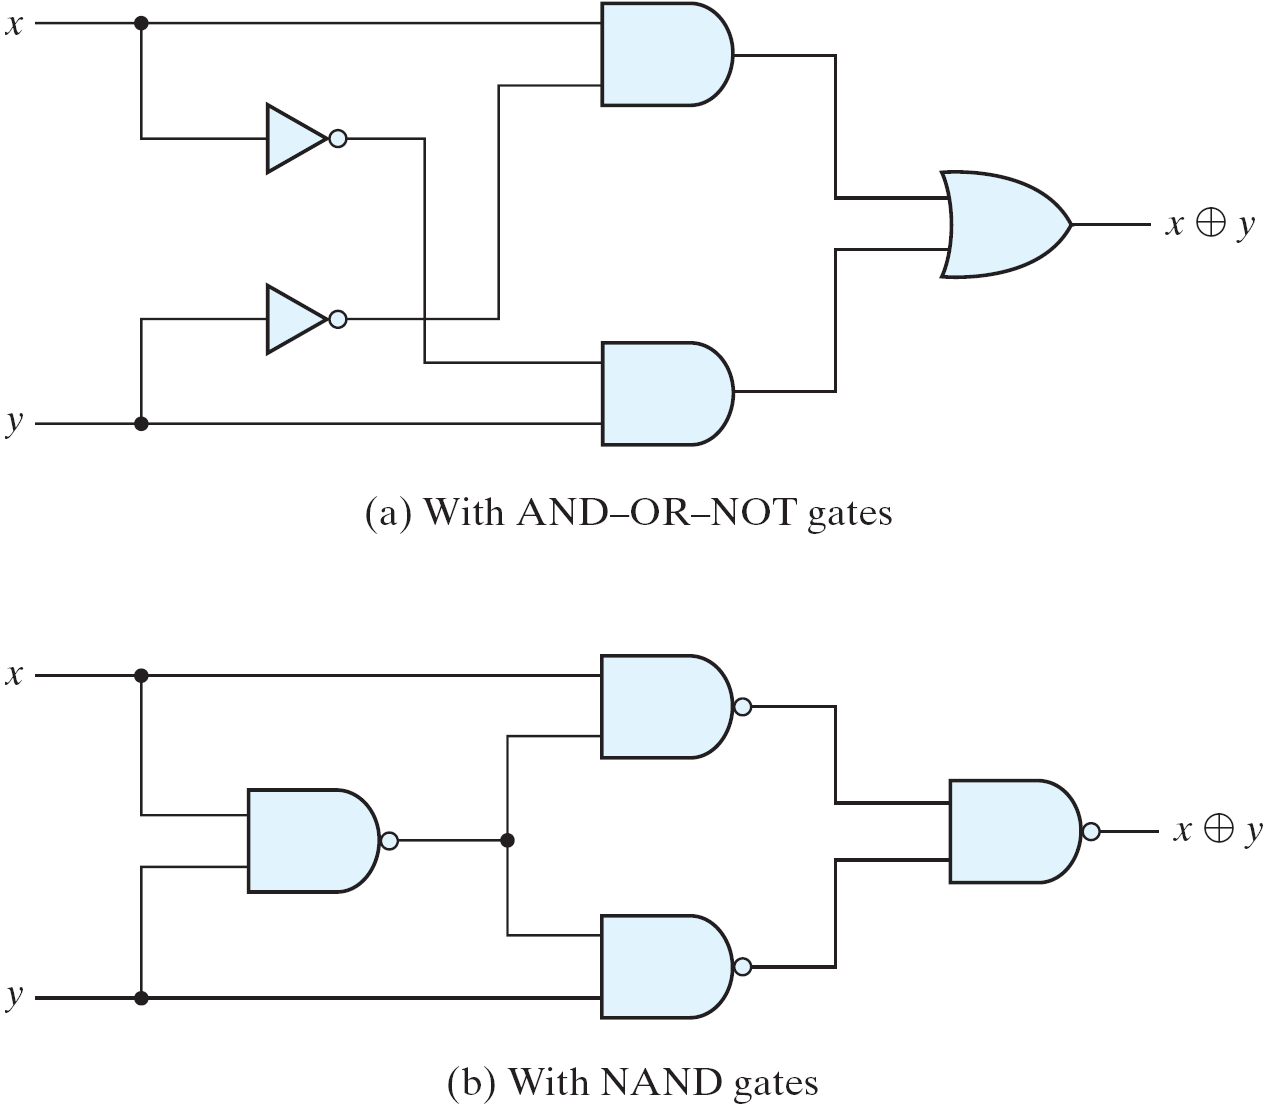 x
x ⊕ y
y
(a) With AND–OR–NOT gates
x
x ⊕ y
y
(b) With NAND gates